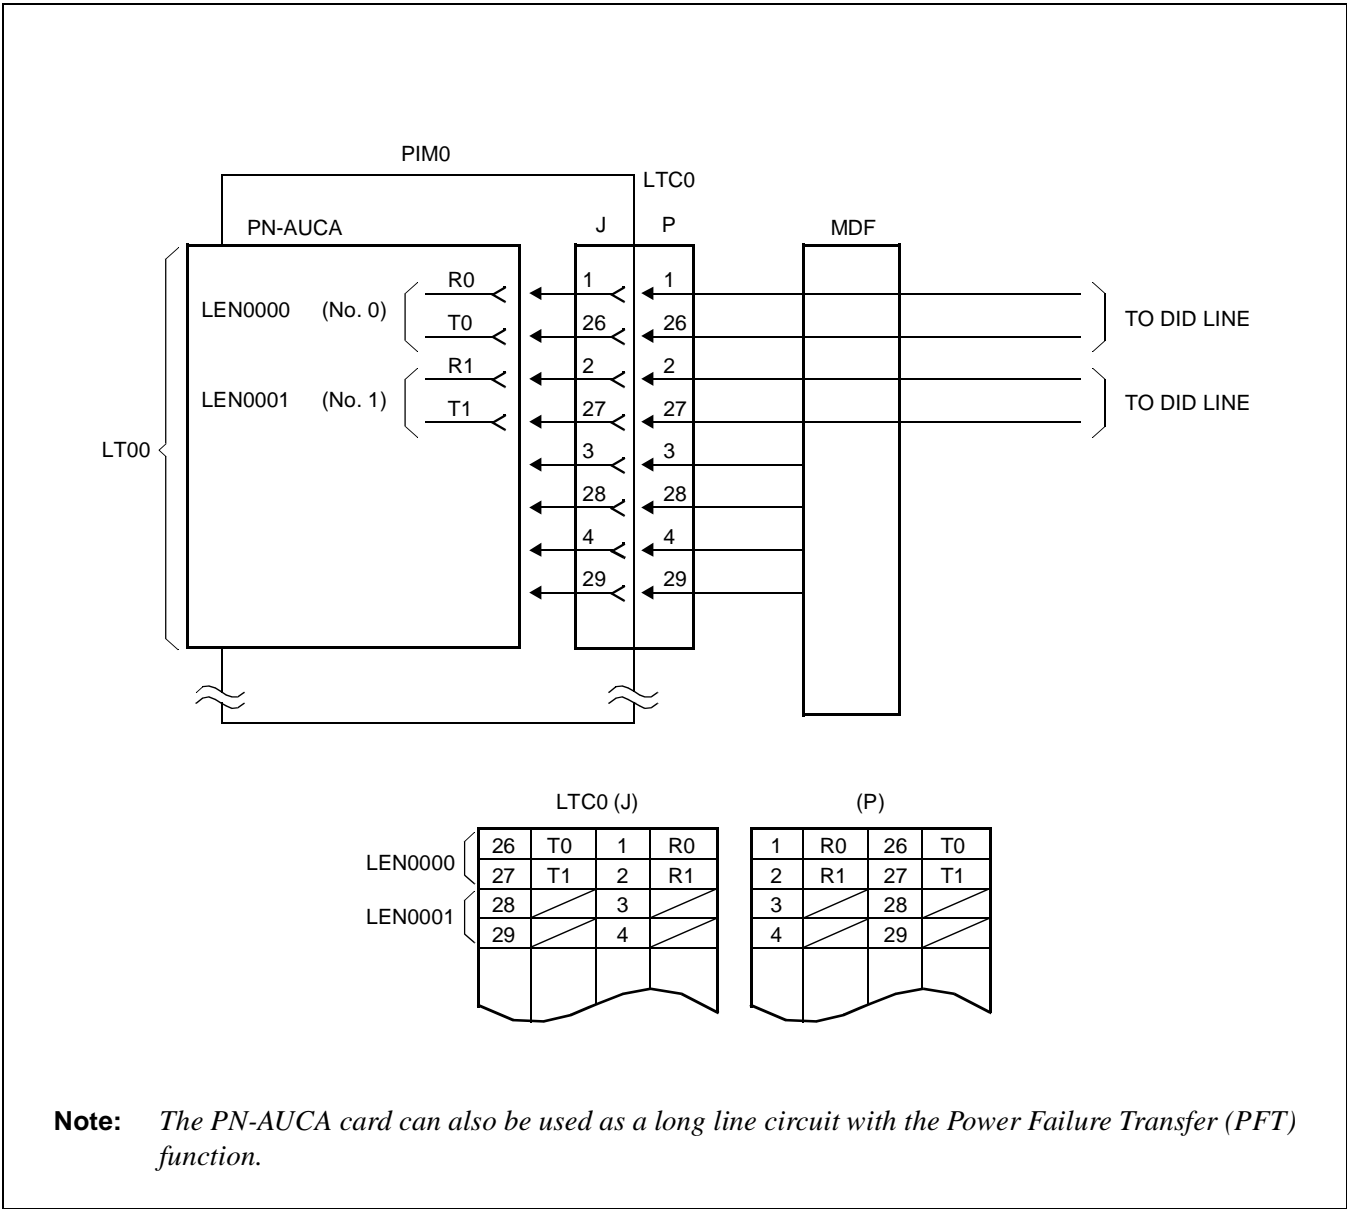 PIM0
LTC0
PN-AUCA J P MDF
R0 1 1
LEN0000 (No. 0) TO DID LINE
T0 26 26
R1 2 2
LEN0001 (No. 1) TO DID LINE
T1 27 27
LT00 3 3
28 28
4 4
29 29
LTC0 (J) (P)
LEN0000 26 T0 1 R0 1 R0 26 T0
27 T1 2 R1 2 R1 27 T1
LEN0001 28 3 3 28
29 4 4 29
Note: The PN-AUCA card can also be used as a long line circuit with the Power Failure Transfer (PFT)
function.